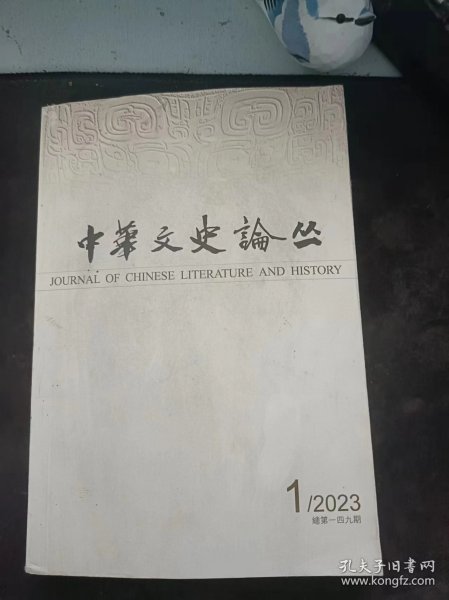 中華文史論丛
JOURNAL OF CHINESE LITERATURE AND HISTORY
1/2023
總第一四九期
孔夫子旧书网
www.kongfz.com